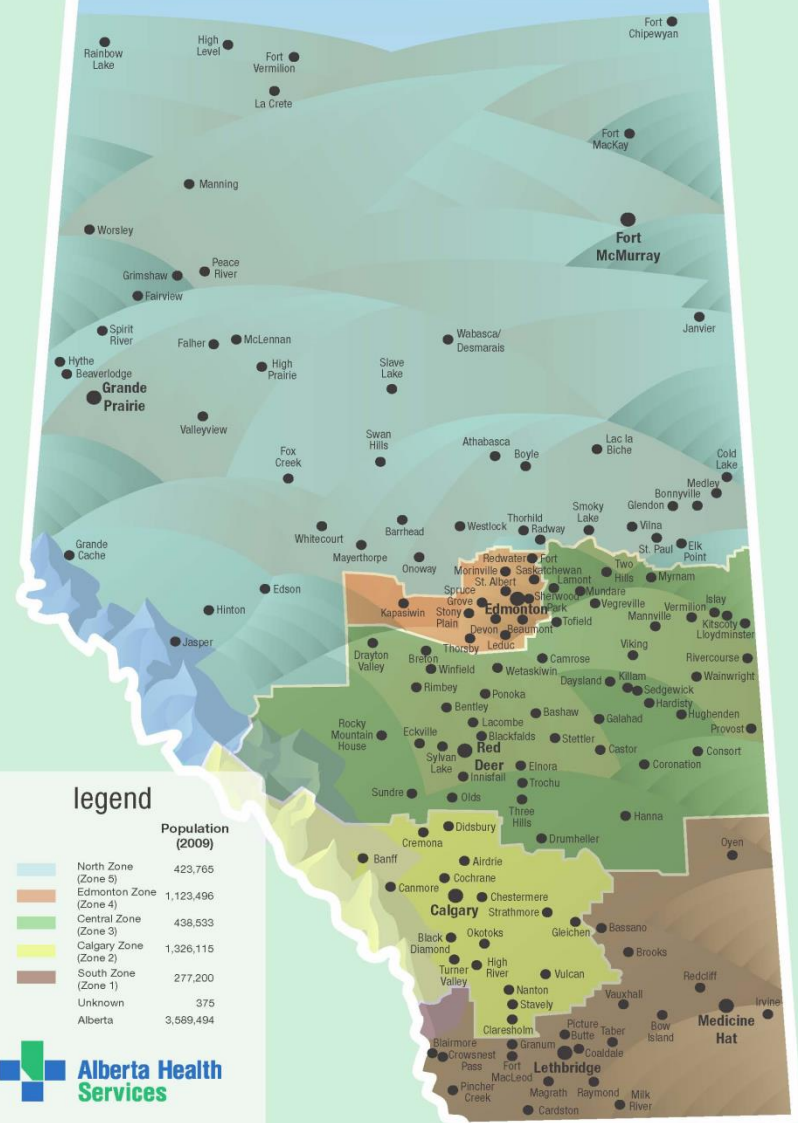 Fort
Chipewyan
Rainbow
Lake
High
Level
Fort
Vermilion
La Crete
Fort
MacKay
Manning
Fort
McMurray
Worsley
Peace
River
Grimshaw
Fairview
Janvier
Spirit
River
Falher
McLennan
Wabasca/
Desmarais
Hythe
Beaverlodge
High
Prairie
Slave
Lake
Grande
Prairie
Valleyview
Fox
Creek
Swan
Hills
Athabasca
Boyle
Lac la
Biche
Cold
Lake
Medley
Bonnyville
Glendon
Whitecourt
Barrhead
Westlock
Thorhild
Radway
Smoky
Lake
Vilna
St. Paul
Elk
Point
Grande
Cache
Mayerthorpe
Onoway
Redwater
Fort
Saskatchewan
Morinville
St. Albert
Lamont
Two
Hills
Myrnam
Edson
Hinton
Kapasiwin
Spruce
Grove
Stony
Plain
Edmonton
Sherwood
Park
Mundare
Vegreville
Mannville
Vermilion
Islay
Kitscoty
Lloydminster
Jasper
Devon
Beaumont
Tofield
Thorsby
Leduc
Viking
Drayton
Valley
Breton
Winfield
Wetaskiwin
Camrose
Rivercourse
Daysland
Killam
Sedgewick
Wainwright
Rimbey
Ponoka
Hardisty
Bentley
Bashaw
Galahad
Hughenden
Rocky
Mountain
House
Eckville
Lacombe
Blackfalds
Stettler
Provost
Sylvan
Lake
Red
Deer
Castor
Consort
Innisfail
Elnora
Coronation
Trochu
Sundre
Olds
Three
Hills
Hanna
Didsbury
Cremona
Drumheller
Oyen
Banff
Airdrie
Cochrane
Canmore
Chestermere
Calgary
Strathmore
Gleichen
Bassano
Black
Diamond
Okotoks
Brooks
Turner
Valley
High
River
Vulcan
Redcliff
Nanton
Vauxhall
Irvine
Stavely
Bow
Island
Medicine
Hat
Claresholm
Picture
Butte
Taber
Blairmore
Crowsnest
Pass
Granum
Coaldale
Fort
MacLeod
Lethbridge
Pincher
Creek
Magrath
Raymond
Milk
River
Cardston
legend
Population
(2009)
North Zone
(Zone 5)
423,765
Edmonton Zone
(Zone 4)
1,123,496
Central Zone
(Zone 3)
438,533
Calgary Zone
(Zone 2)
1,326,115
South Zone
(Zone 1)
277,200
Unknown
375
Alberta
3,589,494
Alberta Health
Services